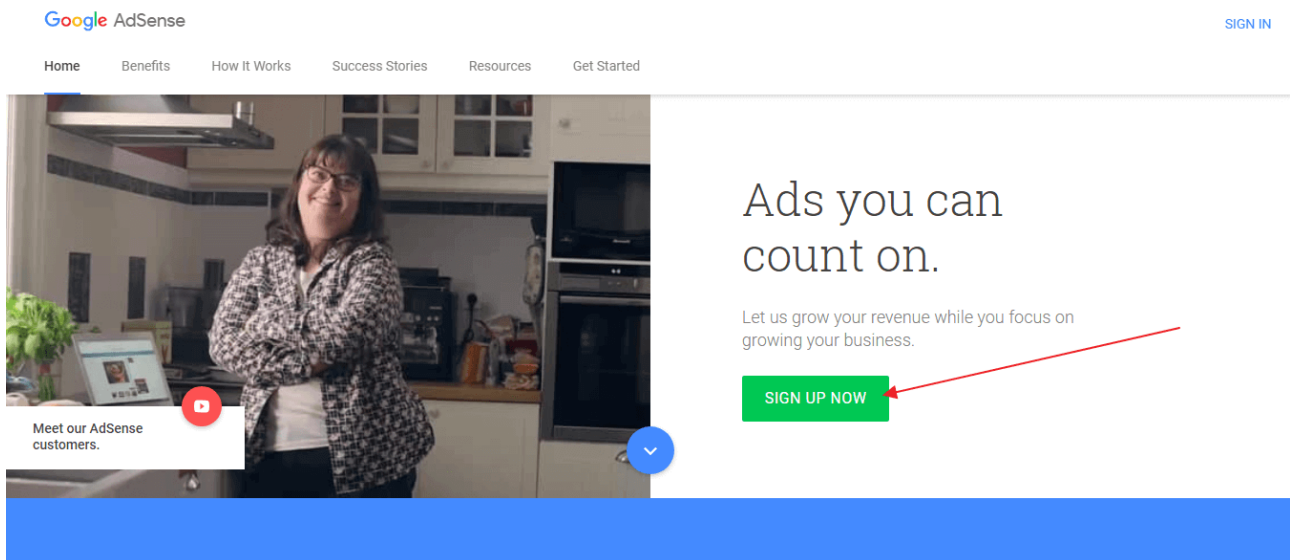 Google AdSense
SIGN IN
Home Benefits How It Works Success Stories Resources Get Started
Ads you can
count on.
Let us grow your revenue while you focus on
growing your business.
SIGN UP NOW
Meet our AdSense
customers.